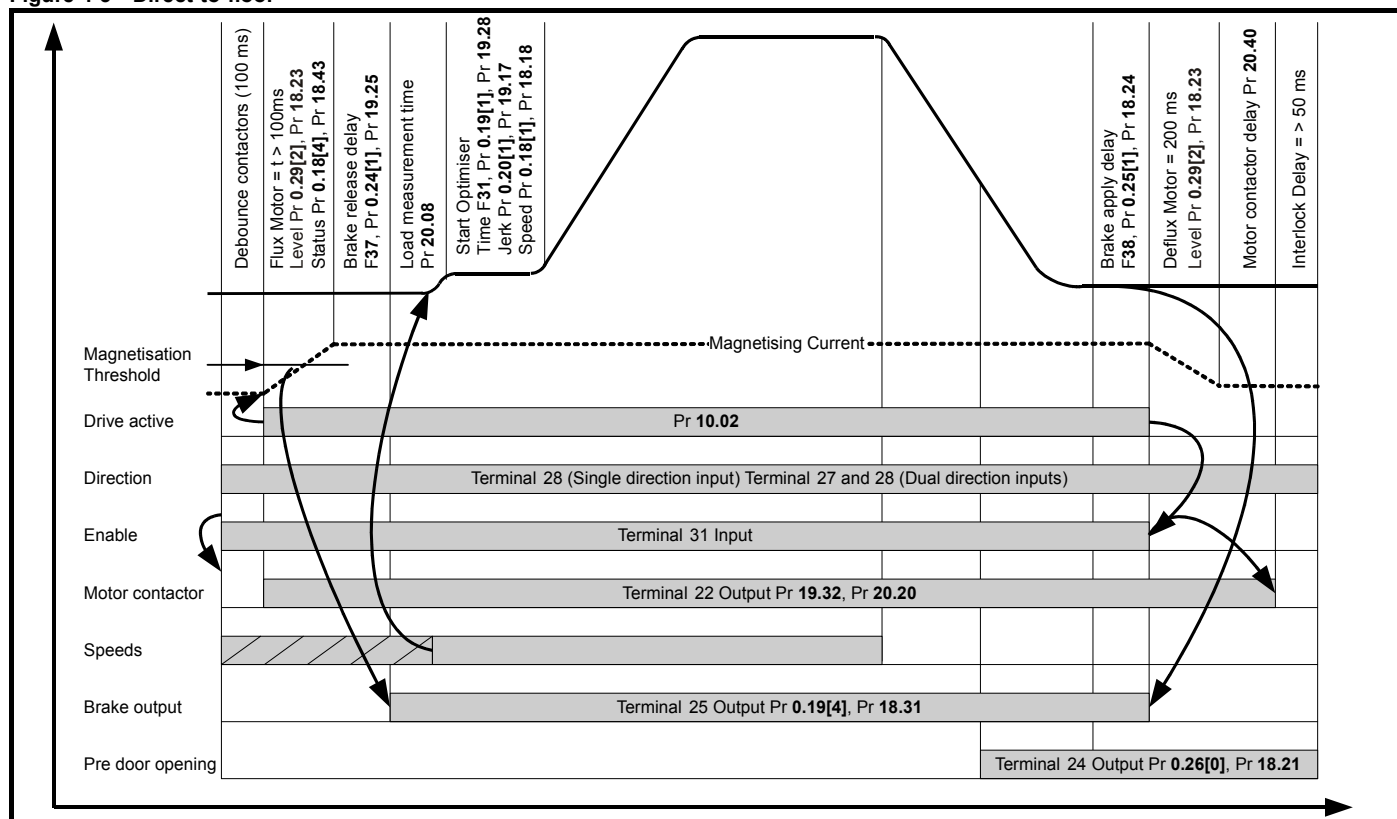 Debounce contactors (100 ms)
Flux Motor = t > 100ms
Level Pr 0.29[2], Pr 18.23
Status Pr 0.18[4], Pr 18.43
Brake release delay
F37, Pr 0.24[1], Pr 19.25
Load measurement time
Pr 20.08
Start Optimiser
Time F31, Pr 0.19[1], Pr 19.28
Jerk Pr 0.20[1], Pr 19.17
Speed Pr 0.18[1], Pr 18.18
Brake apply delay
F38, Pr 0.25[1], Pr 18.24
Deflux Motor = 200 ms
Level Pr 0.29[2], Pr 18.23
Motor contactor delay Pr 20.40
Interlock Delay = > 50 ms
Magnetisation
Threshold
Magnetising Current
Drive active
Pr 10.02
Direction
Terminal 28 (Single direction input) Terminal 27 and 28 (Dual direction inputs)
Enable
Terminal 31 Input
Motor contactor
Terminal 22 Output Pr 19.32, Pr 20.20
Speeds
Brake output
Terminal 25 Output Pr 0.19[4], Pr 18.31
Pre door opening
Terminal 24 Output Pr 0.26[0], Pr 18.21